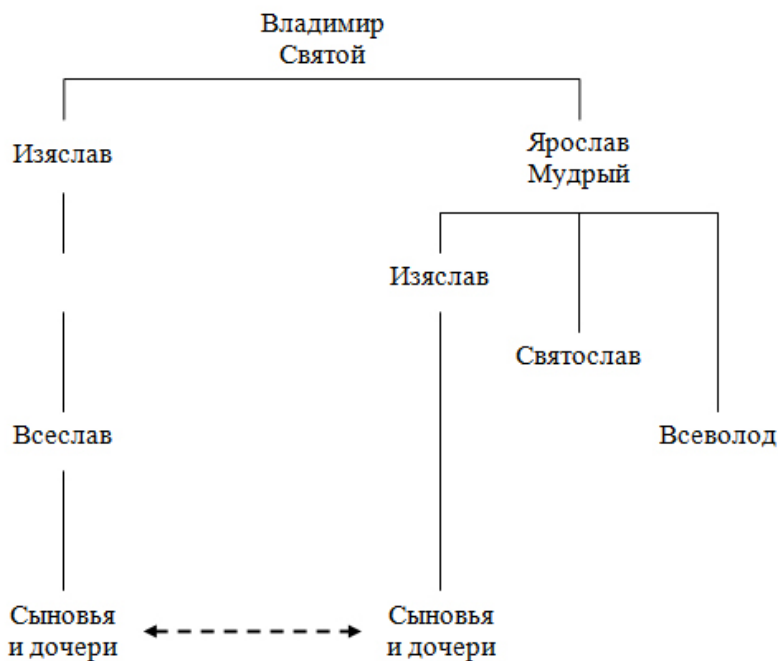 Владимир
Святой
Изяслав
Ярослав
Мудрый
Изяслав
Святослав
Всеслав
Всеволод
Сыновья
и дочери
Сыновья
и дочери